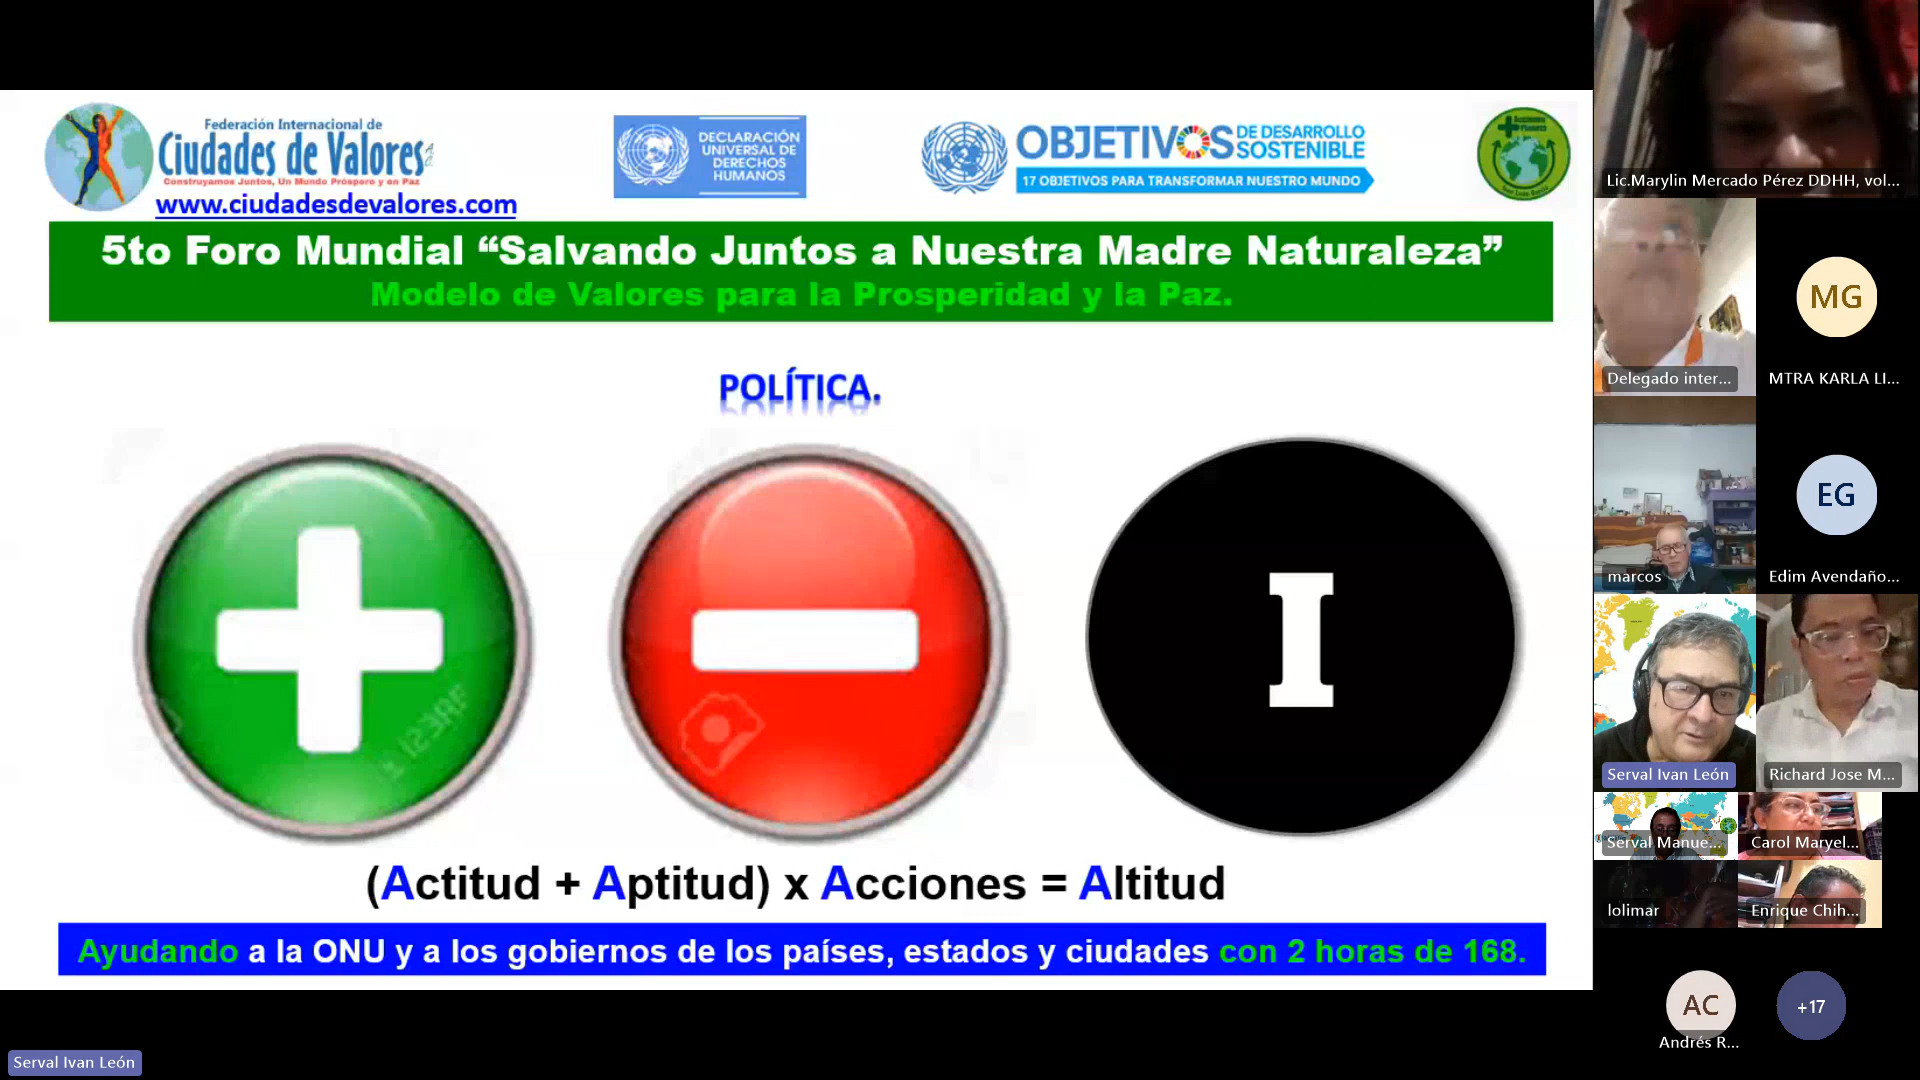 Federación Internacional de
Ciudades de Valores
Construyamos Juntos, Un Mundo Próspero y en Paz
www.ciudadesdevalores.com
DECLARACIÓN
UNIVERSAL DE
DERECHOS
HUMANOS
OBJETIVOS DE DESARROLLO
SOSTENIBLE
17 OBJETIVOS PARA TRANSFORMAR NUESTRO MUNDO
5to Foro Mundial “Salvando Juntos a Nuestra Madre Naturaleza”
Modelo de Valores para la Prosperidad y la Paz.
POLÍTICA.
I
(Actitud + Aptitud) x Acciones = Altitud
Ayudando a la ONU y a los gobiernos de los países, estados y ciudades con 2 horas de 168.
Serval Ivan León
Lic.Marylin Mercado Pérez DDHH, vol...
Delegado inter...
MG
MTRA KARLA LI...
marcos
EG
Edim Avendaño...
Serval Ivan León
Richard Jose M...
Serval Manue...
Carol Maryel...
lolimar
Enrique Chih...
AC
Andrés R...
+17